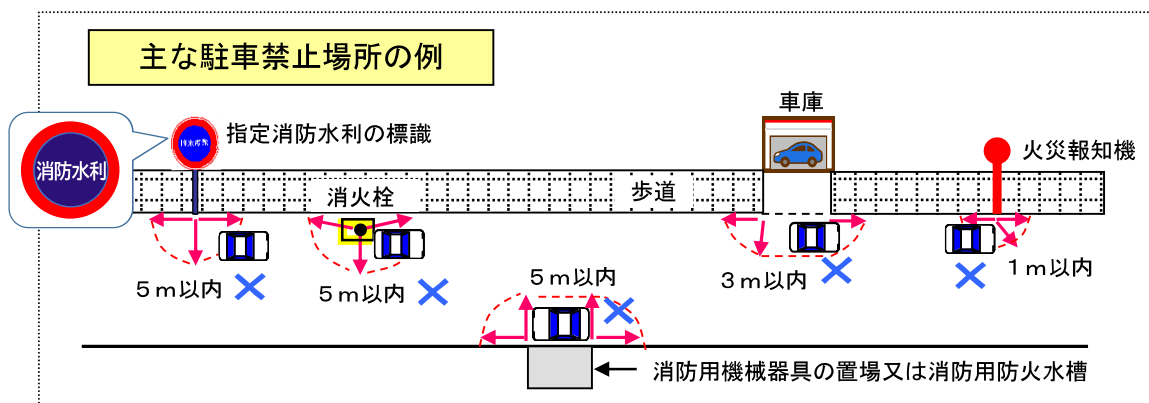 主な駐車禁止場所の例
車庫
消防水利
指定消防水利の標識
火災報知機
消火栓
歩道
５ｍ以内
５ｍ以内
５ｍ以内
３ｍ以内
１ｍ以内
消防用機械器具の置場又は消防用防火水槽